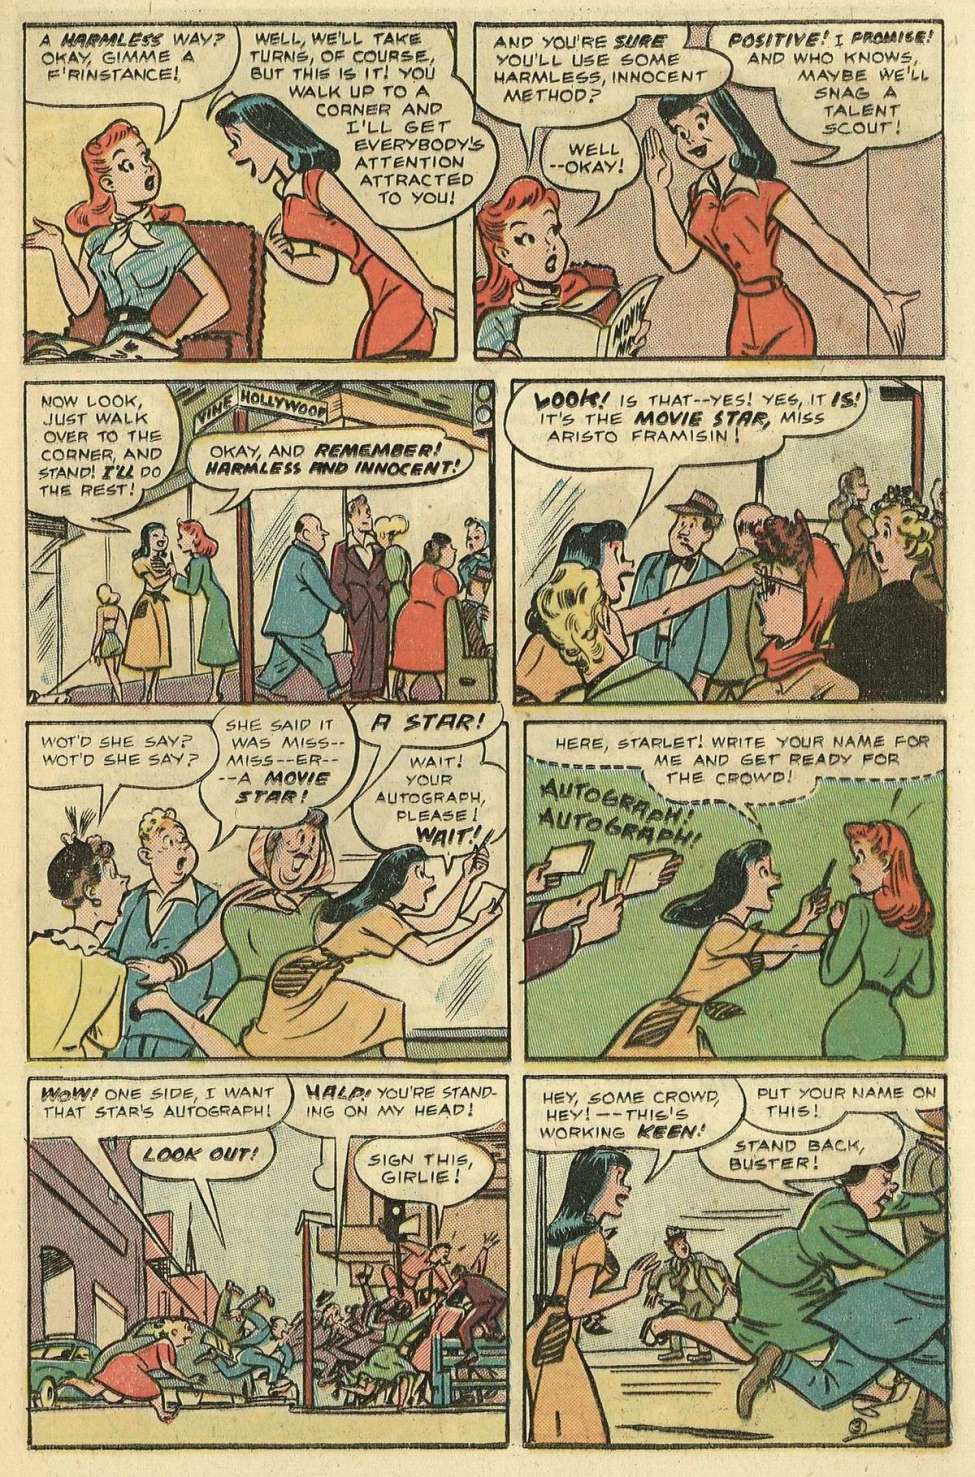 A HARMLESS WAY?
OKAY, GIMME A
F'RINSTANCE!
WELL, WE'LL TAKE
TURNS, OF COURSE,
BUT THIS IS IT! YOU
WALK UP TO A
CORNER AND
I'LL GET
EVERYBODY'S
ATTENTION
ATTRACTED
TO YOU!
AND YOU'RE SURE
YOU'LL USE SOME
HARMLESS, INNOCENT
METHOD?
WELL
--OKAY!
POSITIVE! I PROMISE!
AND WHO KNOWS,
MAYBE WE'LL
SNAG A
TALENT
SCOUT!
MOVIE
NOW LOOK,
JUST WALK
OVER TO THE
CORNER, AND
STAND! I'LL DO
THE REST!
VINE HOLLYWOOD
OKAY, AND REMEMBER!
HARMLESS AND INNOCENT!
LOOK! IS THAT--YES! YES, IT IS!
IT'S THE MOVIE STAR, MISS
ARISTO FRAMISIN!
WOT'D SHE SAY?
WOT'D SHE SAY?
SHE SAID IT
WAS MISS--
MISS--ER--
--A MOVIE
STAR!
A STAR!
WAIT!
YOUR
AUTOGRAPH,
PLEASE!
WAIT!
HERE, STARLET! WRITE YOUR NAME FOR
ME AND GET READY FOR
THE CROWD!
AUTOGRAPH!
AUTOGRAPH!
WOW! ONE SIDE, I WANT
THAT STAR'S AUTOGRAPH!
LOOK OUT!
HALP! YOU'RE STAND-
ING ON MY HEAD!
SIGN THIS,
GIRLIE!
HEY, SOME CROWD,
HEY!--THIS'S
WORKING KEEN!
PUT YOUR NAME ON
THIS!
STAND BACK,
BUSTER!
3